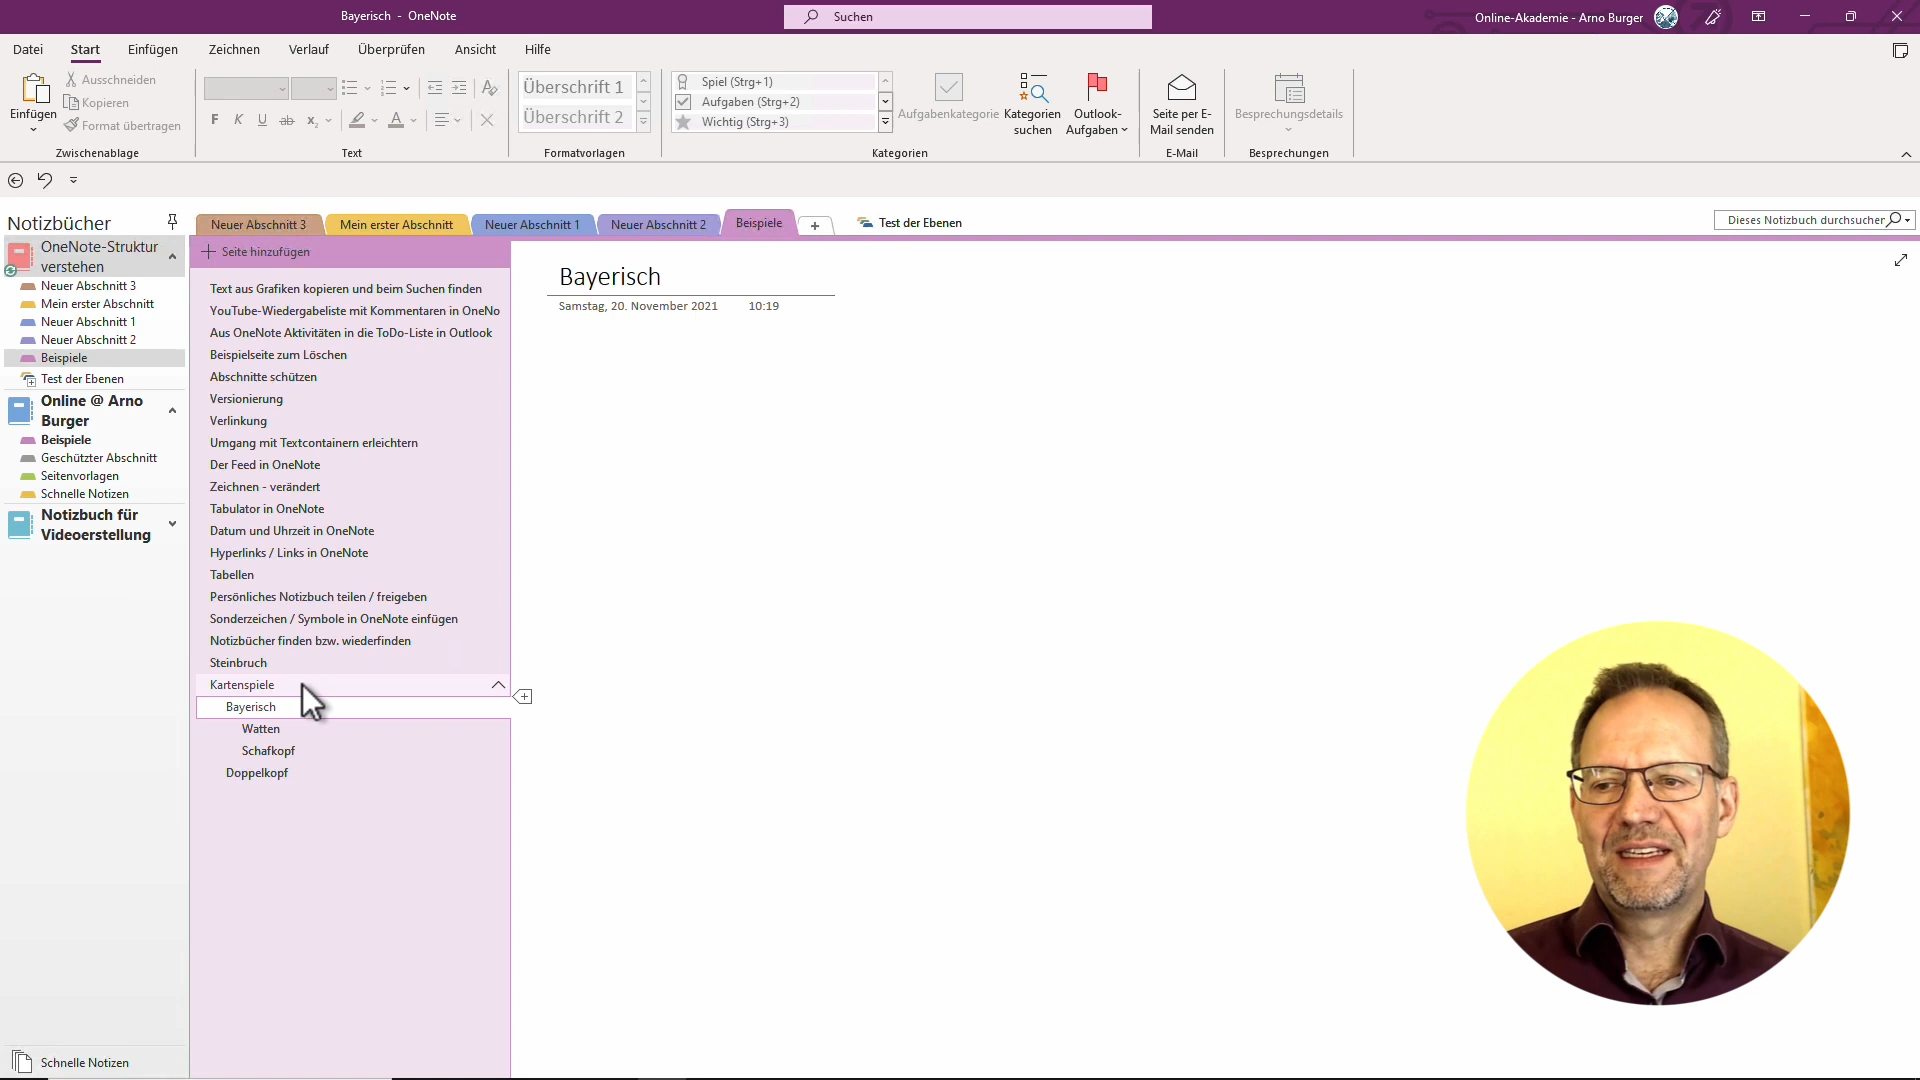 Bayerisch - OneNote
Suchen
Online-Akademie - Arno Burger
Datei
Start
Einfügen
Zeichnen
Verlauf
Überprüfen
Ansicht
Hilfe
Einfügen
Ausschneiden
Kopieren
Format übertragen
Zwischenablage
F K U ab x₂ A
Text
Überschrift 1
Überschrift 2
Formatvorlagen
Spiel (Strg+1)
Aufgaben (Strg+2)
Wichtig (Strg+3)
Aufgabenkategorie
Kategorien
suchen
Outlook-
Aufgaben
Kategorien
Seite per E-
Mail senden
E-Mail
Besprechungsdetails
Besprechungen
Notizbücher
OneNote-Struktur
verstehen
Neuer Abschnitt 3
Mein erster Abschnitt
Neuer Abschnitt 1
Neuer Abschnitt 2
Beispiele
Test der Ebenen
Online @ Arno
Burger
Beispiele
Geschützter Abschnitt
Seitenvorlagen
Schnelle Notizen
Notizbuch für
Videoerstellung
Schnelle Notizen
Neuer Abschnitt 3
Mein erster Abschnitt
Neuer Abschnitt 1
Neuer Abschnitt 2
Beispiele
Test der Ebenen
Dieses Notizbuch durchsuchen
Seite hinzufügen
Text aus Grafiken kopieren und beim Suchen finden
YouTube-Wiedergabeliste mit Kommentaren in OneNo
Aus OneNote Aktivitäten in die ToDo-Liste in Outlook
Beispielseite zum Löschen
Abschnitte schützen
Versionierung
Verlinkung
Umgang mit Textcontainern erleichtern
Der Feed in OneNote
Zeichnen - verändert
Tabulator in OneNote
Datum und Uhrzeit in OneNote
Hyperlinks / Links in OneNote
Tabellen
Persönliches Notizbuch teilen / freigeben
Sonderzeichen / Symbole in OneNote einfügen
Notizbücher finden bzw. wiederfinden
Steinbruch
Kartenspiele
Bayerisch
Watten
Schafkopf
Doppelkopf
Bayerisch
Samstag, 20. November 2021 10:19